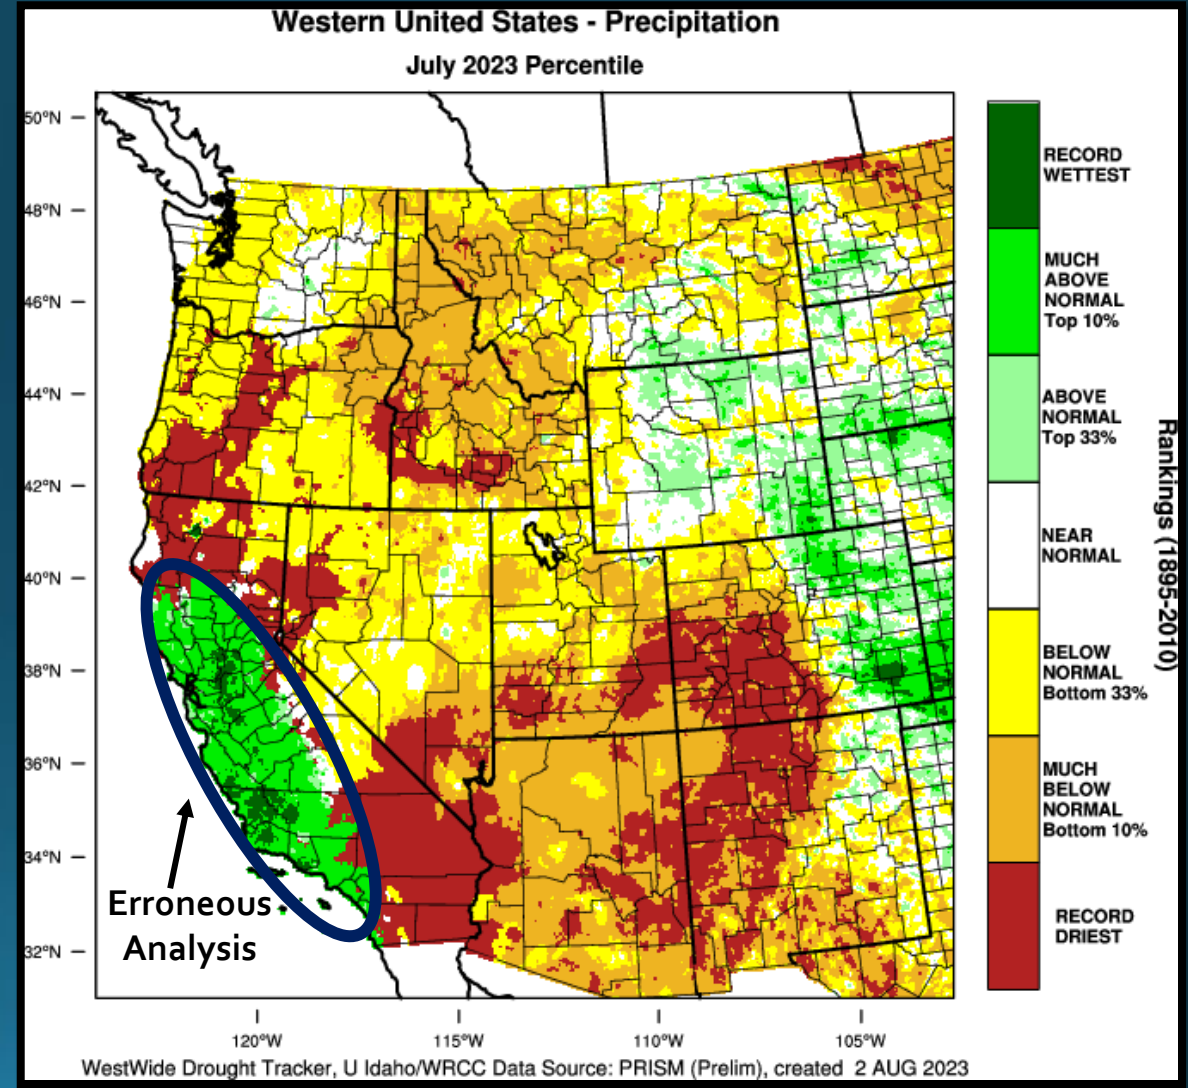 Western United States - Precipitation
July 2023 Percentile
50°N
48°N
46°N
44°N
42°N
40°N
38°N
36°N
34°N
32°N
120°W
115°W
110°W
105°W
Erroneous
Analysis
RECORD
WETTEST
MUCH
ABOVE
NORMAL
Top 10%
ABOVE
NORMAL
Top 33%
NEAR
NORMAL
BELOW
NORMAL
Bottom 33%
MUCH
BELOW
NORMAL
Bottom 10%
RECORD
DRIEST
Rankings (1895-2010)
WestWide Drought Tracker, U Idaho/WRCC Data Source: PRISM (Prelim), created 2 AUG 2023